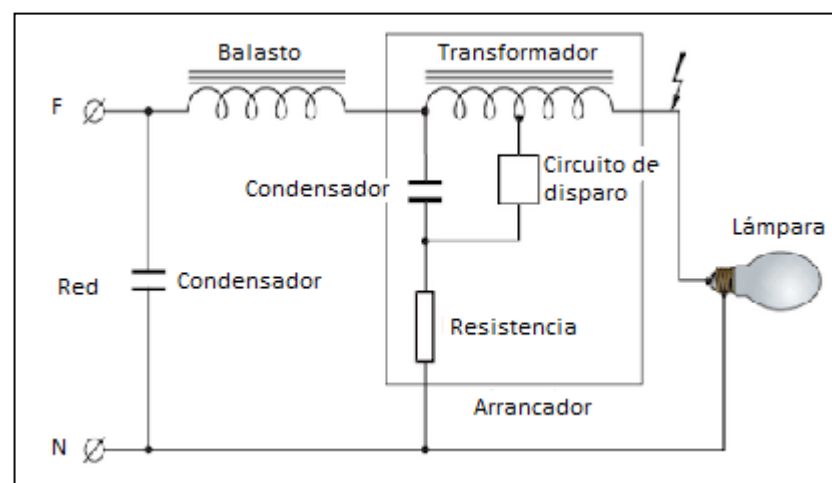 Balasto
Transformador
F
Condensador
Circuito de
disparo
Lámpara
Red
Condensador
Resistencia
Arrancador
N